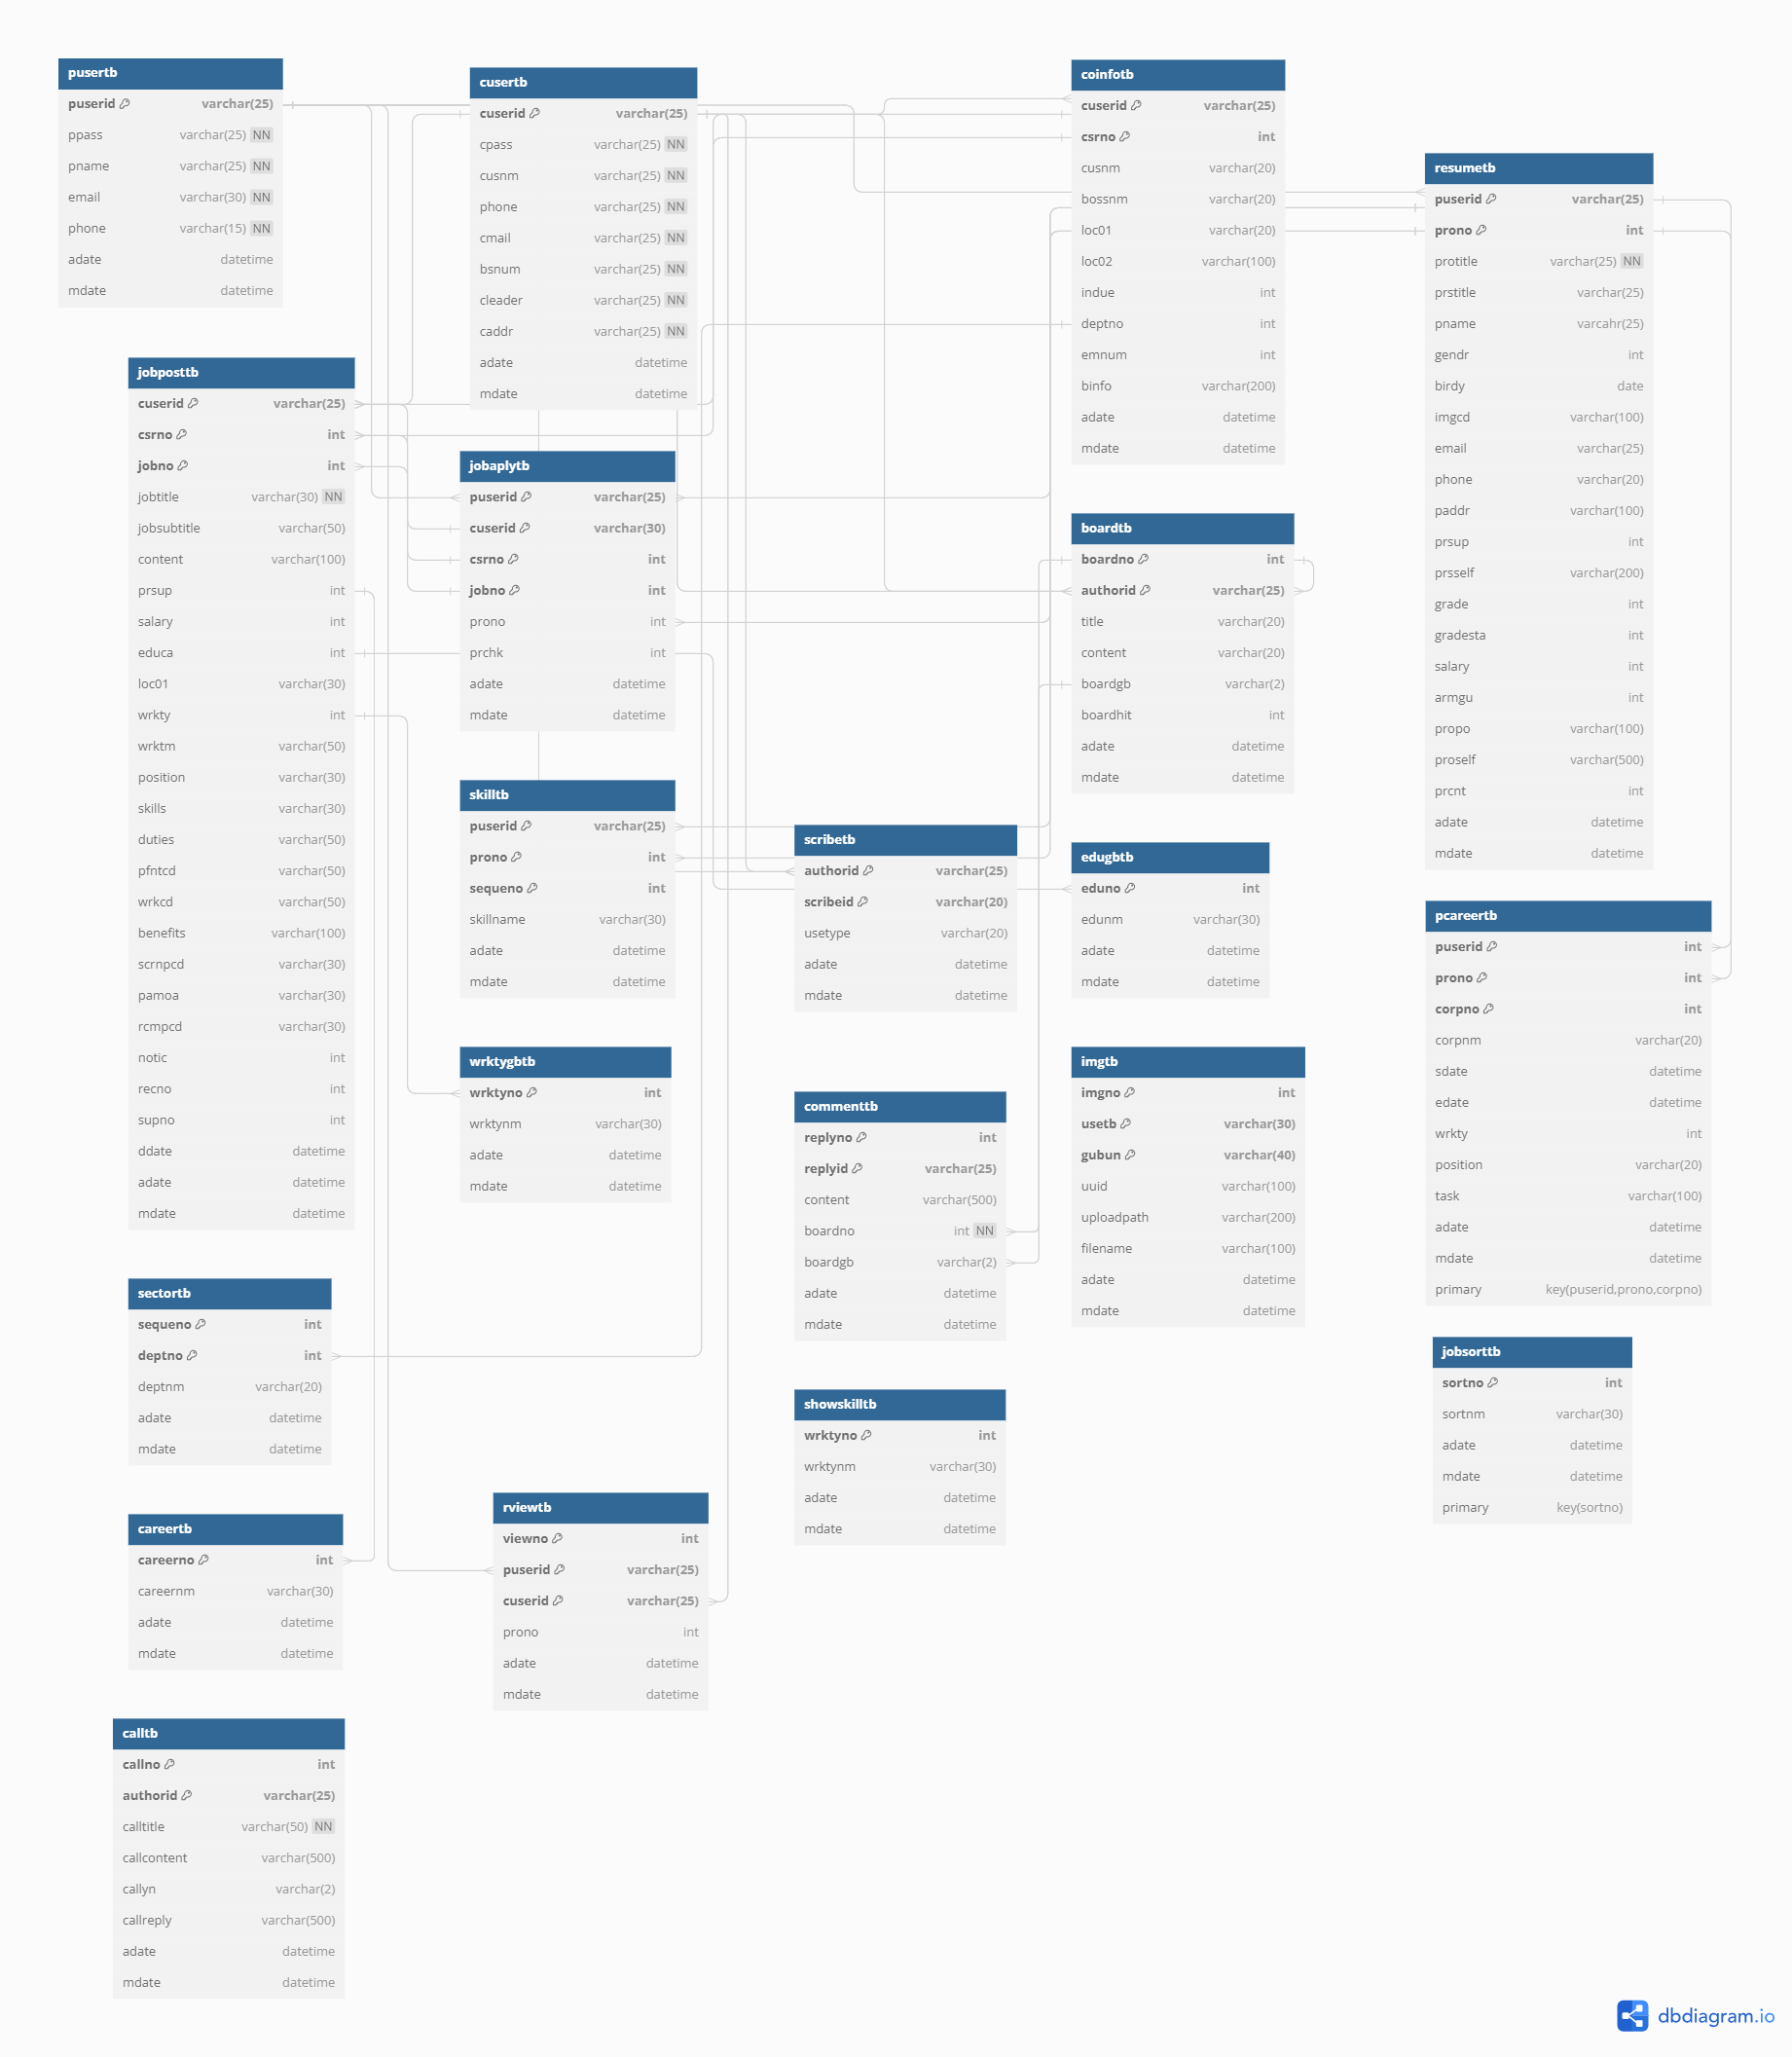 pusertb
puserid varchar(25)
ppass varchar(25) NN
pname varchar(25) NN
email varchar(30) NN
phone varchar(15) NN
adate datetime
mdate datetime
cusertb
cuserid varchar(25)
cpass varchar(25) NN
cusnm varchar(25) NN
phone varchar(25) NN
cmail varchar(25) NN
bsnum varchar(25) NN
cleader varchar(25) NN
caddr varchar(25) NN
adate datetime
mdate datetime
coinfotb
cuserid varchar(25)
csrno int
cusnm varchar(20)
bossnm varchar(20)
loc01 varchar(20)
loc02 varchar(100)
indue int
deptno int
emnum int
binfo varchar(200)
adate datetime
mdate datetime
resumetb
puserid varchar(25)
prono int
protitle varchar(25) NN
prstitle varchar(25)
pname varcahr(25)
gendr int
birdy date
imgcd varchar(100)
email varchar(25)
phone varchar(20)
paddr varchar(100)
prsup int
prsself varchar(200)
grade int
gradesta int
salary int
armgu int
propo varchar(100)
proself varchar(500)
prcnt int
adate datetime
mdate datetime
jobposttb
cuserid varchar(25)
csrno int
jobno int
jobtitle varchar(30) NN
jobsubtitle varchar(50)
content varchar(100)
prsup int
salary int
educa int
loc01 varchar(30)
wrkty int
wrktm varchar(50)
position varchar(30)
skills varchar(30)
duties varchar(50)
pfntcd varchar(50)
wrkcd varchar(50)
benefits varchar(100)
scrnpcd varchar(30)
pamoa varchar(30)
rcmpcd varchar(30)
notic int
recno int
supno int
ddate datetime
adate datetime
mdate datetime
jobaplytb
puserid varchar(25)
cuserid varchar(30)
csrno int
jobno int
prono int
prchk int
adate datetime
mdate datetime
boardtb
boardno int
authorid varchar(25)
title varchar(20)
content varchar(20)
boardgb varchar(2)
boardhit int
adate datetime
mdate datetime
skilltb
puserid varchar(25)
prono int
sequeno int
skillname varchar(30)
adate datetime
mdate datetime
scribetb
authorid varchar(25)
scribeid varchar(20)
usetype varchar(20)
adate datetime
mdate datetime
edugbtb
eduno int
edunm varchar(30)
adate datetime
mdate datetime
pcareertb
puserid int
prono int
corpno int
corpnm varchar(20)
sdate datetime
edate datetime
wrkty int
position varchar(20)
task varchar(100)
adate datetime
mdate datetime
primary key(puserid,prono,corpno)
wrktygbtb
wrktyno int
wrktynm varchar(30)
adate datetime
mdate datetime
commenttb
replyno int
replyid varchar(25)
content varchar(500)
boardno int NN
boardgb varchar(2)
adate datetime
mdate datetime
imgtb
imgno int
usetb varchar(30)
gubun varchar(40)
uuid varchar(100)
uploadpath varchar(200)
filename varchar(100)
adate datetime
mdate datetime
sectortb
sequeno int
deptno int
deptnm varchar(20)
adate datetime
mdate datetime
showskilltb
wrktyno int
wrktynm varchar(30)
adate datetime
mdate datetime
jobsorttb
sortno int
sortnm varchar(30)
adate datetime
mdate datetime
primary key(sortno)
careertb
careerno int
careernm varchar(30)
adate datetime
mdate datetime
rviewtb
viewno int
puserid varchar(25)
cuserid varchar(25)
prono int
adate datetime
mdate datetime
calltb
callno int
authorid varchar(25)
calltitle varchar(50) NN
callcontent varchar(500)
callyn varchar(2)
callreply varchar(500)
adate datetime
mdate datetime
dbdiagram.io